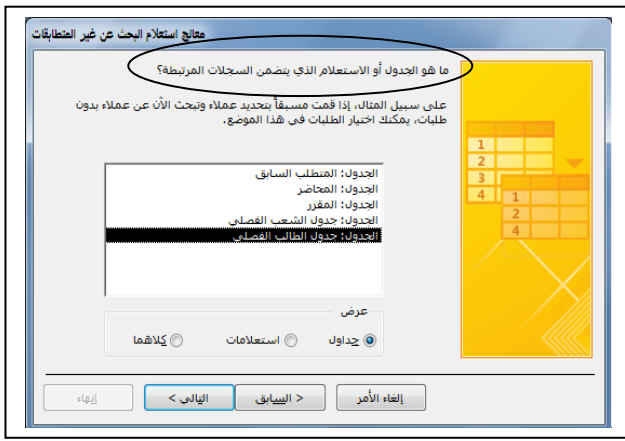 معالج استعلام البحث عن غير المتطابقات
ما هو الجدول أو الاستعلام الذي يتضمن السجلات المرتبطة؟
على سبيل المثال، إذا قمت مسبقاً بتحديد عملاء وتبحث الآن عن عملاء بدون
طلبات، يمكنك اختيار الطلبات في هذا الموضع.
1
2
3
4
1
2
4
الجدول: المتطلب السابق
الجدول: المحاضر
الجدول: المقرر
الجدول: جدول الشعب الفصلي
الجدول: جدول الطالب الفصلي
عرض
جداول استعلامات كلاهما
إلغاء الأمر < السابق التالي > إنهاء